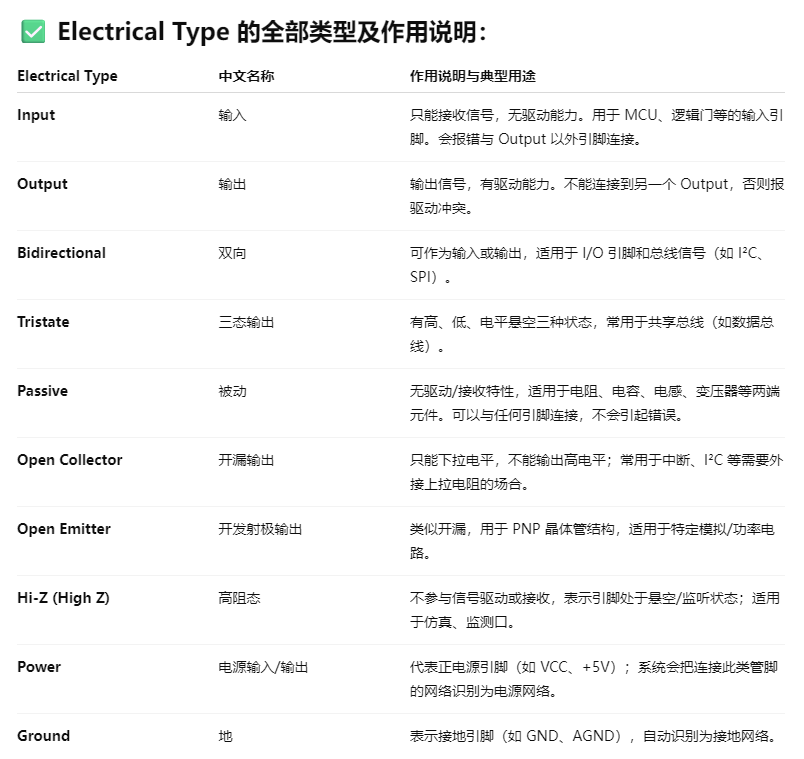 ✅ Electrical Type 的全部类型及作用说明：
Electrical Type 中文名称 作用说明与典型用途
Input 输入 只能接收信号，无驱动能力。用于 MCU、逻辑门等的输入引
脚。会报错与 Output 以外引脚连接。
Output 输出 输出信号，有驱动能力。不能连接到另一个 Output，否则报
驱动冲突。
Bidirectional 双向 可作为输入或输出，适用于 I/O 引脚和总线信号（如 I²C、
SPI）。
Tristate 三态输出 有高、低、电平悬空三种状态，常用于共享总线（如数据总
线）。
Passive 被动 无驱动/接收特性，适用于电阻、电容、电感、变压器等两端
元件。可以与任何引脚连接，不会引起错误。
Open Collector 开漏输出 只能下拉电平，不能输出高电平；常用于中断、I²C 等需要外
接上拉电阻的场合。
Open Emitter 开发射极输出 类似开漏，用于 PNP 晶体管结构，适用于特定模拟/功率电
路。
Hi-Z (High Z) 高阻态 不参与信号驱动或接收，表示引脚处于悬空/监听状态；适用
于仿真、监测口。
Power 电源输入/输出 代表正电源引脚（如 VCC、+5V）；系统会把连接此类管脚
的网络识别为电源网络。
Ground 地 表示接地引脚（如 GND、AGND），自动识别为接地网络。